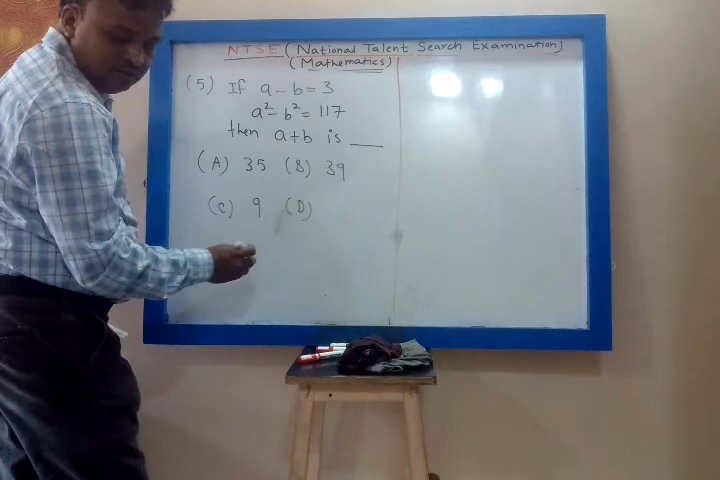 NTSE (National Talent Search Examination)
(Mathematics)
(5) If a - b = 3
a² - b² = 117
then a+b is ___
(A) 35 (B) 39
(C) 9 (D)